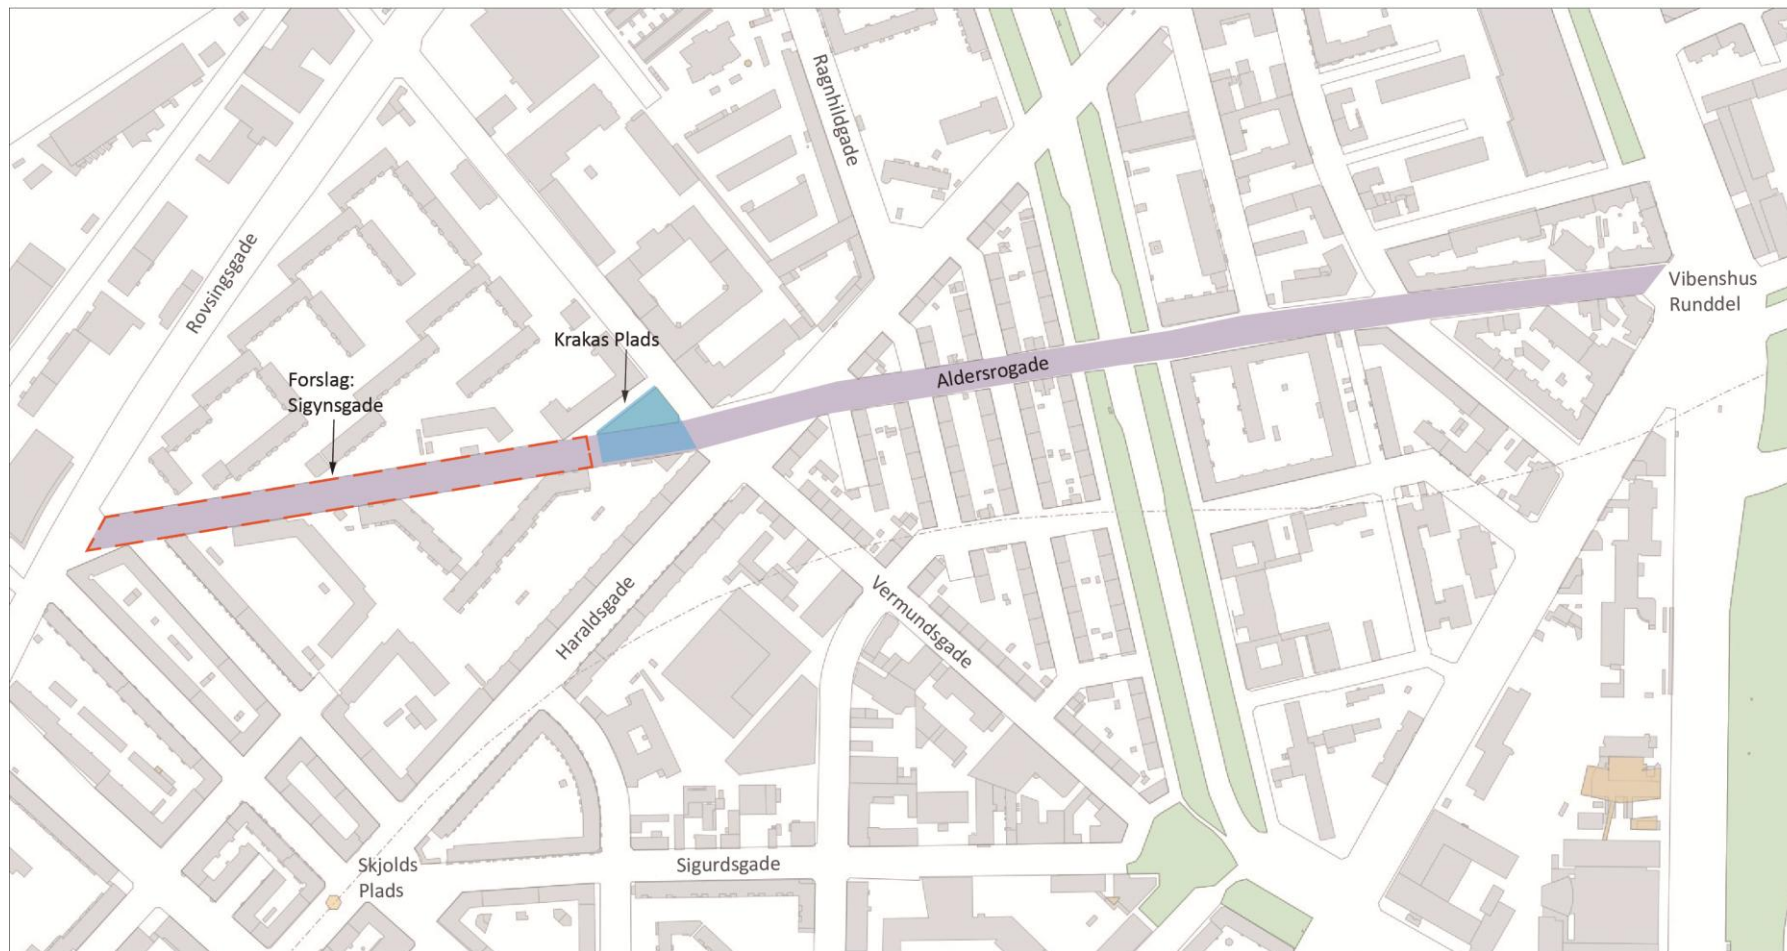 Ragnhildgade
Rovsingsgade
Vibenshus
Runddel
Krakas Plads
Aldersrogade
Forslag:
Sigynsgade
Haraldsgade
Vermundsgade
Skjolds
Plads
Sigurdsgade